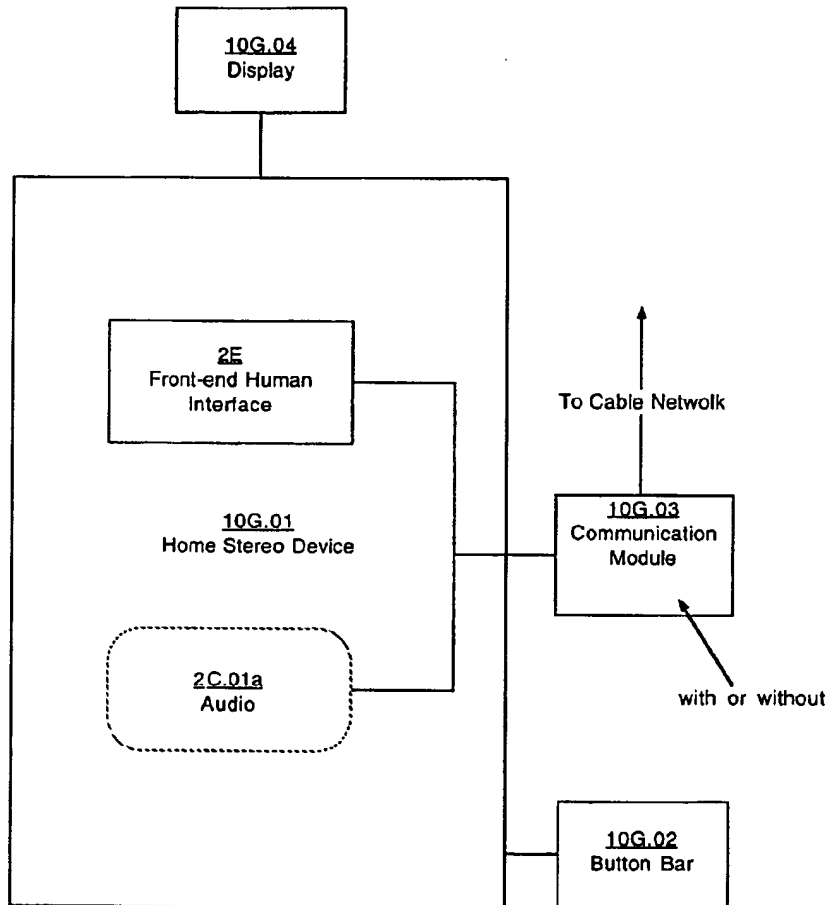 10G.04
Display
2E
Front-end Human
Interface
To Cable Netwolk
10G.01
Home Stereo Device
10G.03
Communication
Module
2C.01a
Audio
with or without
10G.02
Button Bar